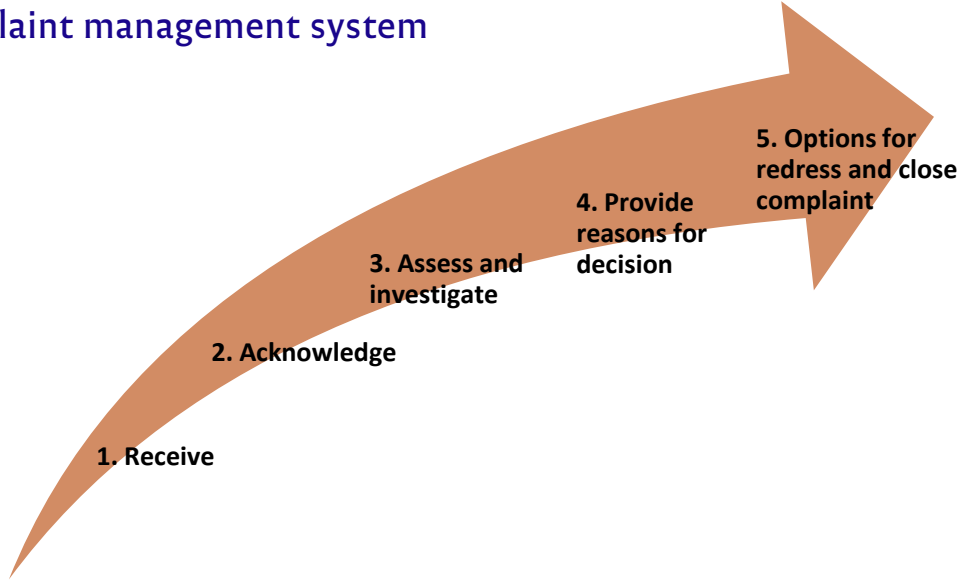 laint management system
1. Receive
2. Acknowledge
3. Assess and
investigate
4. Provide
reasons for
decision
5. Options for
redress and close
complaint